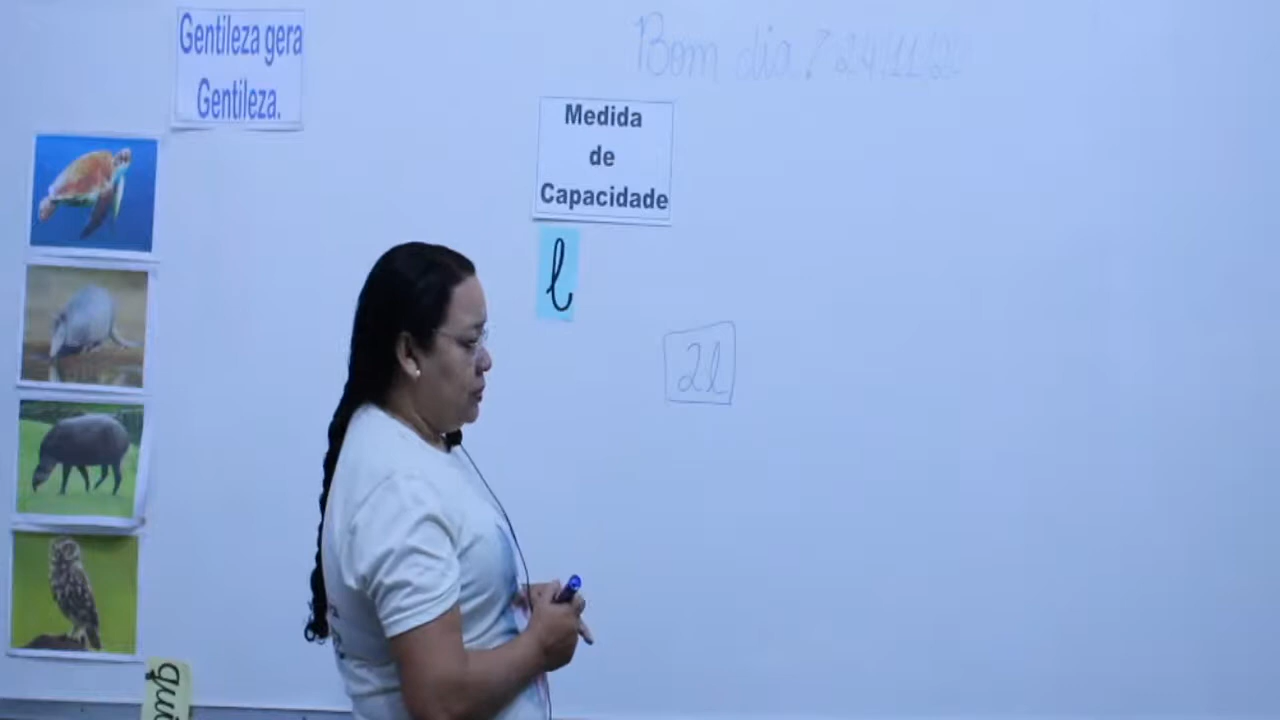 Gentileza gera
Gentileza.
Bom dia
Medida
de
Capacidade
l
2l